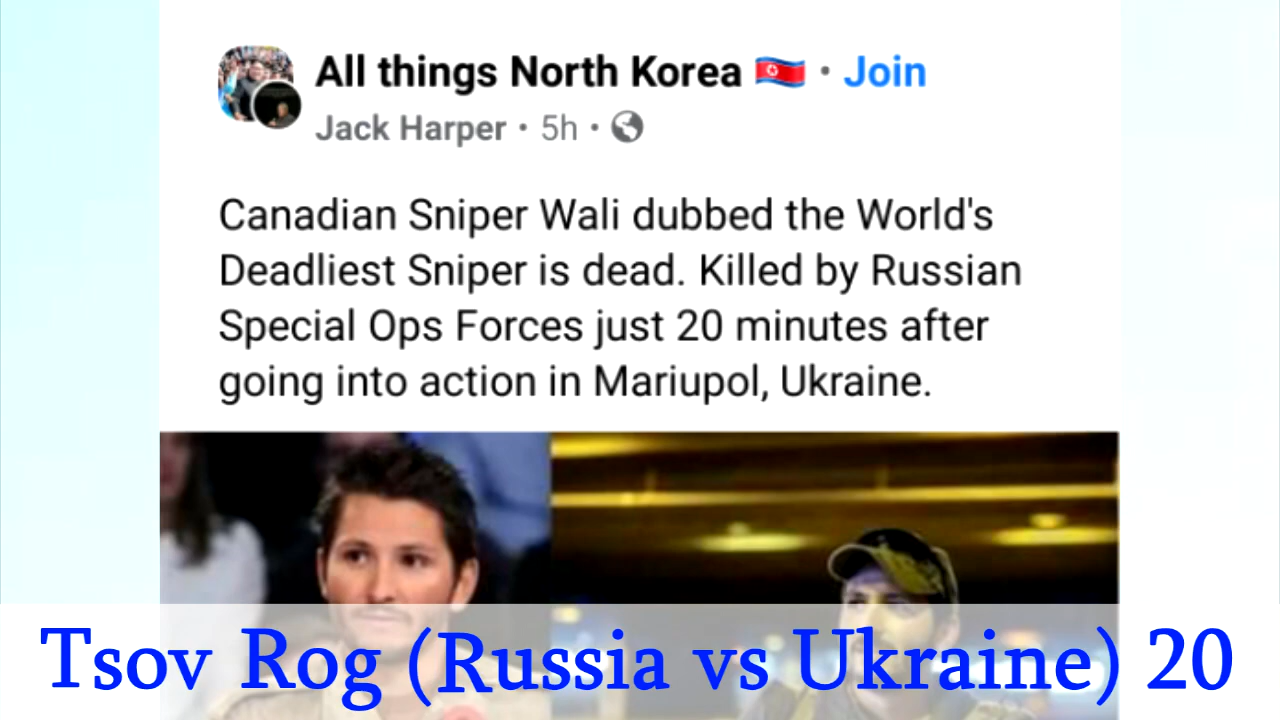 All things North Korea 🇰🇵 · Join
Jack Harper · 5h ·
Canadian Sniper Wali dubbed the World's
Deadliest Sniper is dead. Killed by Russian
Special Ops Forces just 20 minutes after
going into action in Mariupol, Ukraine.
Tsov Rog (Russia vs Ukraine) 20